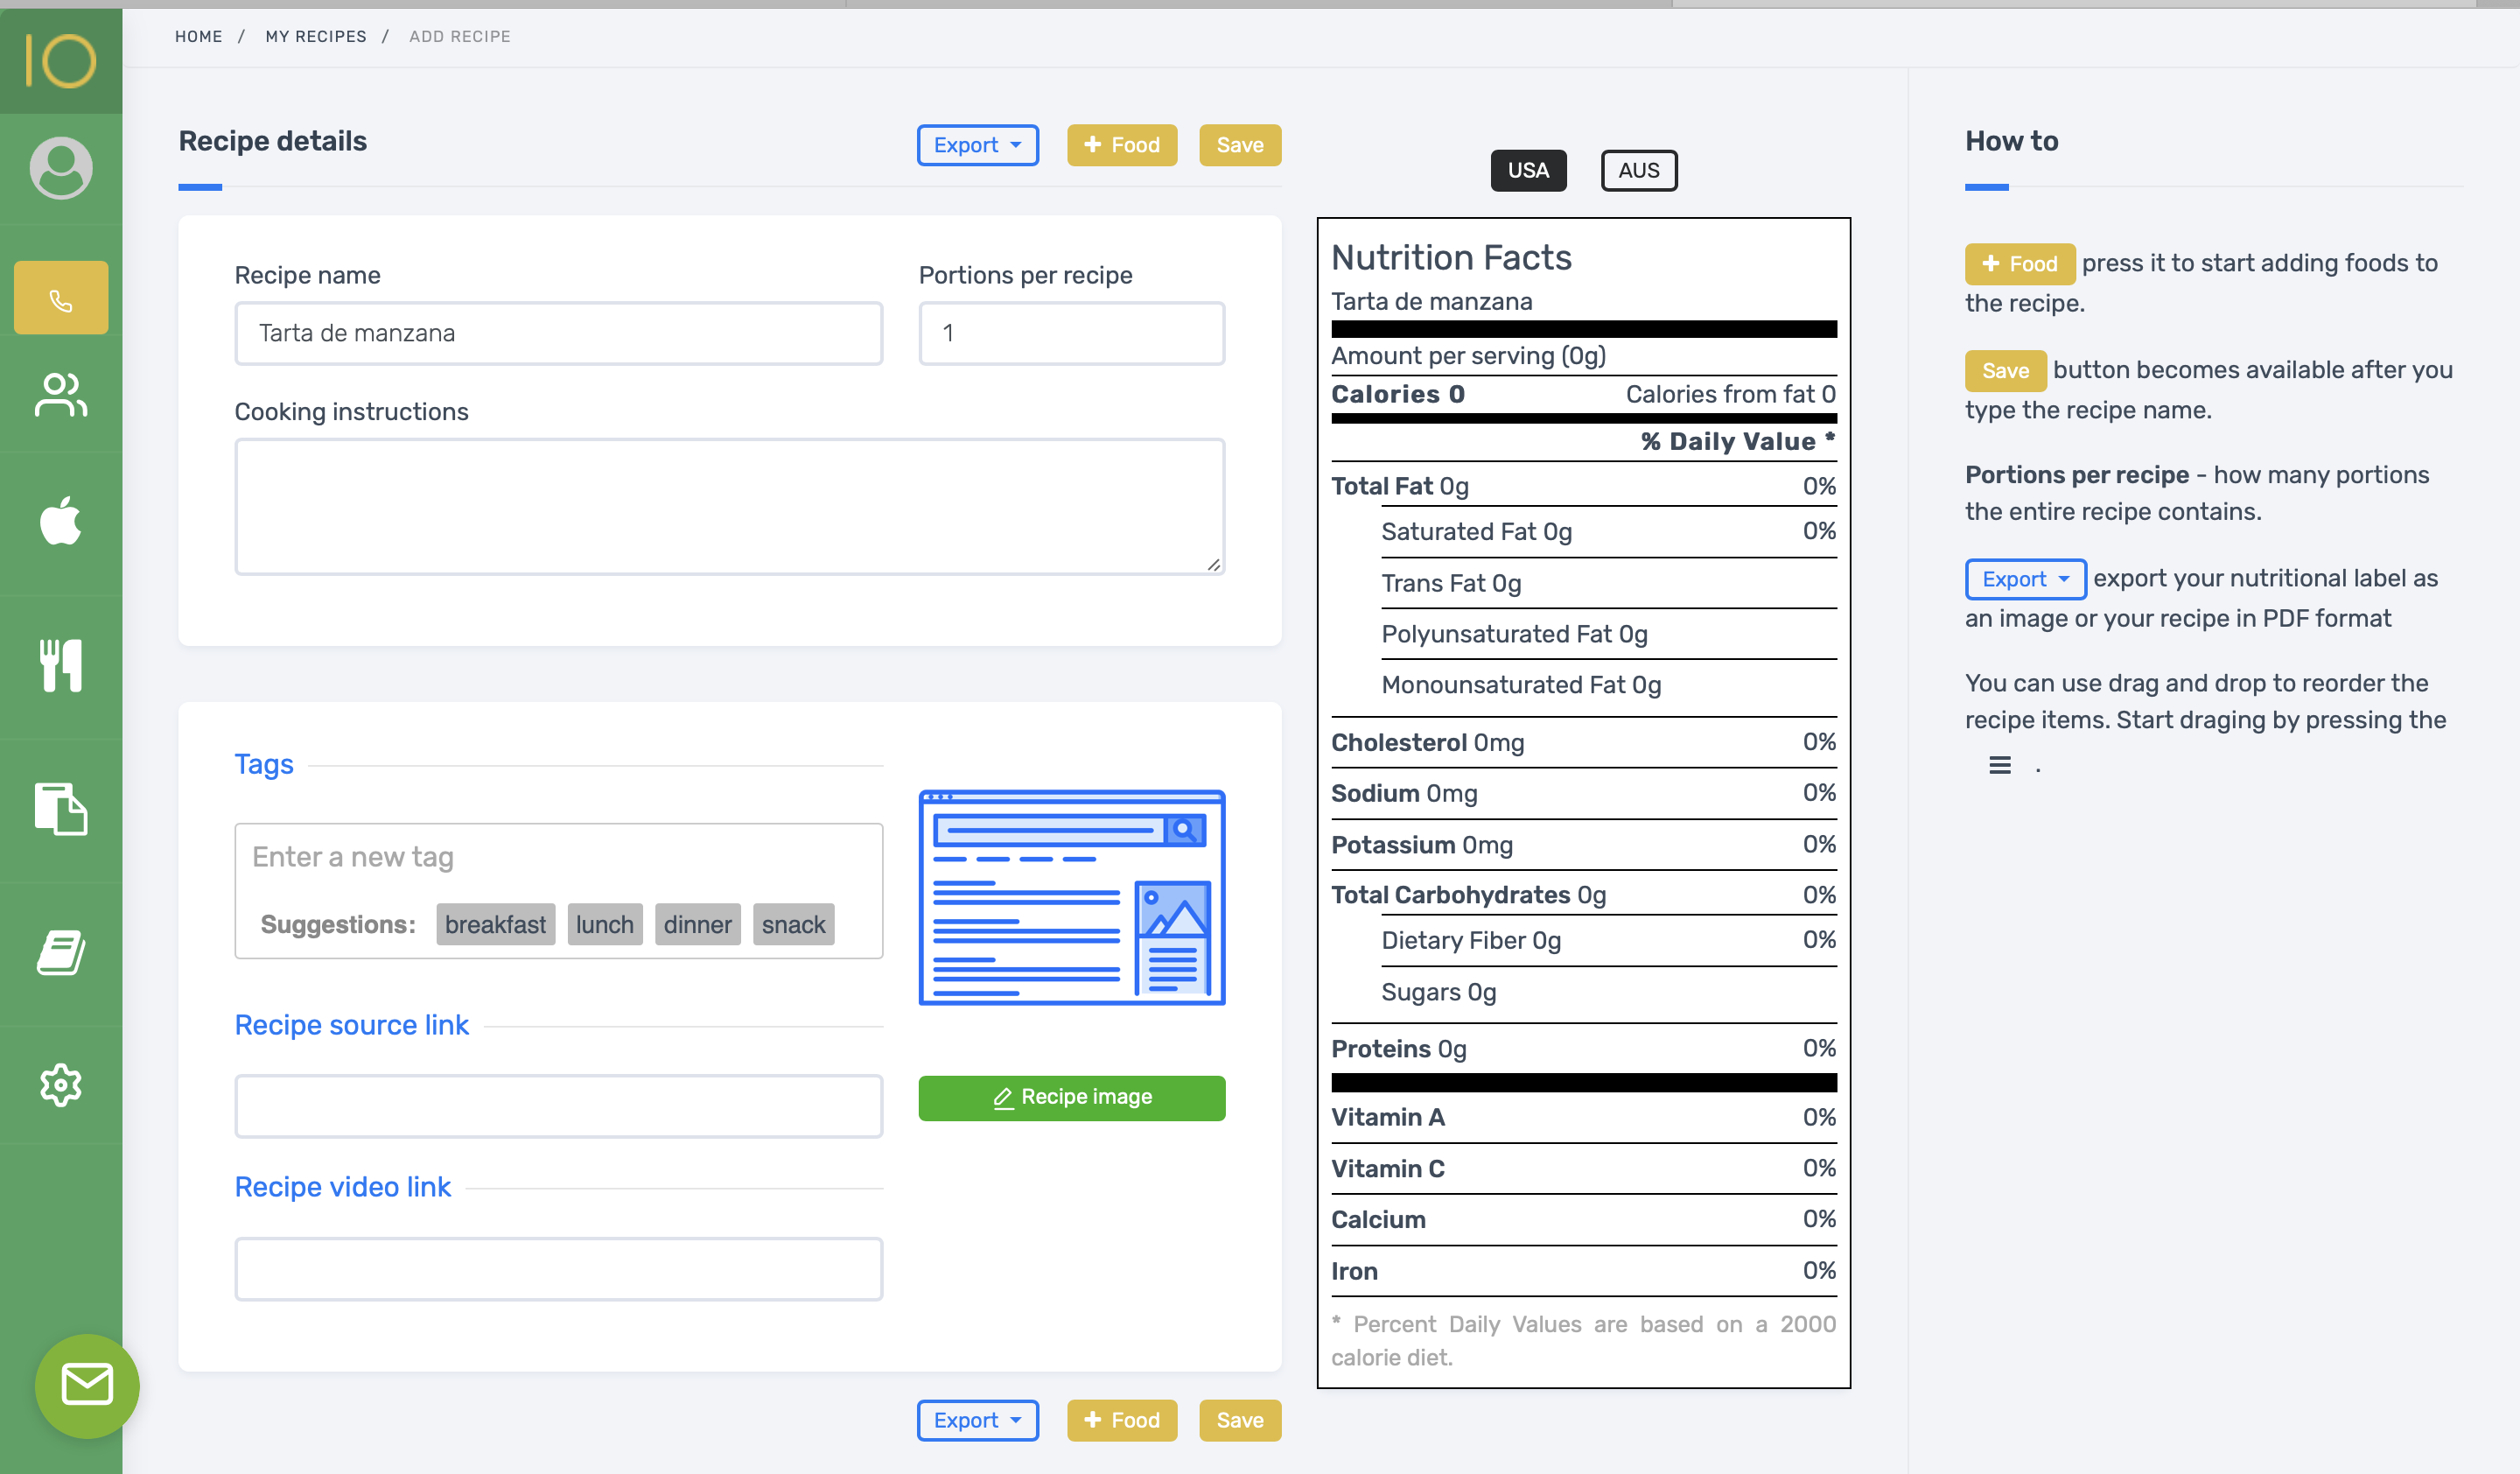 IO
HOME / MY RECIPES / ADD RECIPE
Recipe details
Export + Food Save
Recipe name
Tarta de manzana
Portions per recipe
1
Cooking instructions
Tags
Enter a new tag
Suggestions: breakfast lunch dinner snack
Recipe source link
Recipe image
Recipe video link
Export + Food Save
USA AUS
Nutrition Facts
Tarta de manzana
Amount per serving (0g)
Calories 0 Calories from fat 0
% Daily Value *
Total Fat 0g 0%
Saturated Fat 0g 0%
Trans Fat 0g
Polyunsaturated Fat 0g
Monounsaturated Fat 0g
Cholesterol 0mg 0%
Sodium 0mg 0%
Potassium 0mg 0%
Total Carbohydrates 0g 0%
Dietary Fiber 0g 0%
Sugars 0g
Proteins 0g 0%
Vitamin A 0%
Vitamin C 0%
Calcium 0%
Iron 0%
* Percent Daily Values are based on a 2000
calorie diet.
How to
+ Food press it to start adding foods to
the recipe.
Save button becomes available after you
type the recipe name.
Portions per recipe - how many portions
the entire recipe contains.
Export export your nutritional label as
an image or your recipe in PDF format
You can use drag and drop to reorder the
recipe items. Start draging by pressing the
.